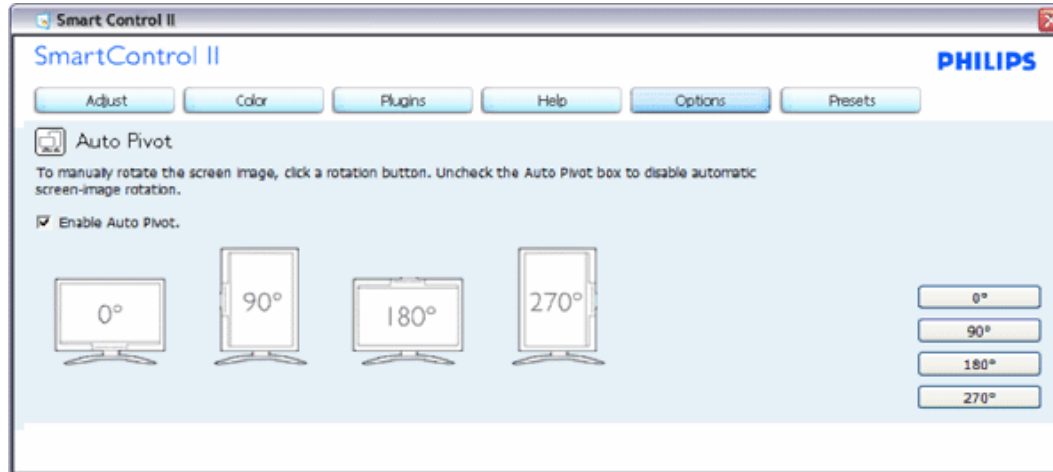 Smart Control II
SmartControl II
PHILIPS
Adjust
Color
Plugins
Help
Options
Presets
Auto Pivot
To manually rotate the screen image, click a rotation button. Uncheck the Auto Pivot box to disable automatic
screen-image rotation.
Enable Auto Pivot.
0°
90°
180°
270°
0°
90°
180°
270°